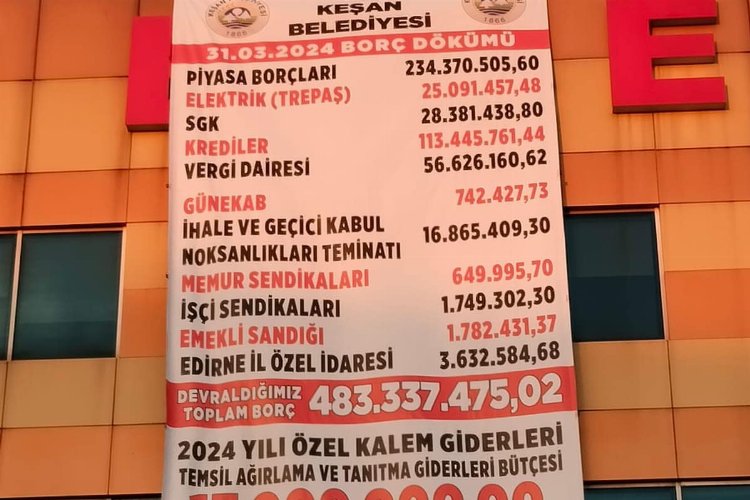 KEŞAN
BELEDİYESİ
1866
1866
31.03.2024 BORÇ DÖKÜMÜ
PİYASA BORÇLARI 234.370.505,60
ELEKTRİK (TREPAŞ) 25.091.457,48
SGK 28.381.438,80
KREDİLER 113.445.761,44
VERGİ DAİRESİ 56.626.160,62
GÜNEKAB 742.427,73
İHALE VE GEÇİCİ KABUL
NOKSANLIKLARI TEMİNATI 16.865.409,30
MEMUR SENDİKALARI 649.995,70
İŞÇİ SENDİKALARI 1.749.302,30
EMEKLİ SANDIĞI 1.782.431,37
EDİRNE İL ÖZEL İDARESİ 3.632.584,68
DEVRALDIĞIMIZ
TOPLAM BORÇ 483.337.475,02
2024 YILI ÖZEL KALEM GİDERLERİ
TEMSİL AĞIRLAMA VE TANITMA GİDERLERİ BÜTÇESİ
E